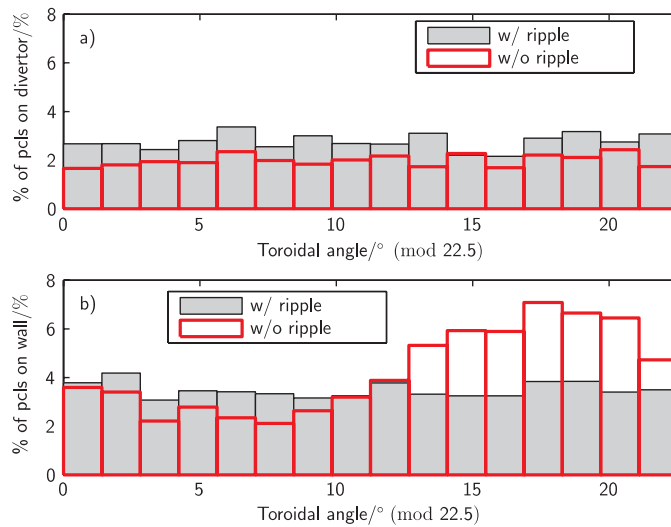 a)
w/ ripple
w/o ripple
% of pcls on divertor/%
8
6
4
2
0
0 5 10 15 20
Toroidal angle/° (mod 22.5)
b)
w/ ripple
w/o ripple
% of pcls on wall/%
8
6
4
2
0
0 5 10 15 20
Toroidal angle/° (mod 22.5)